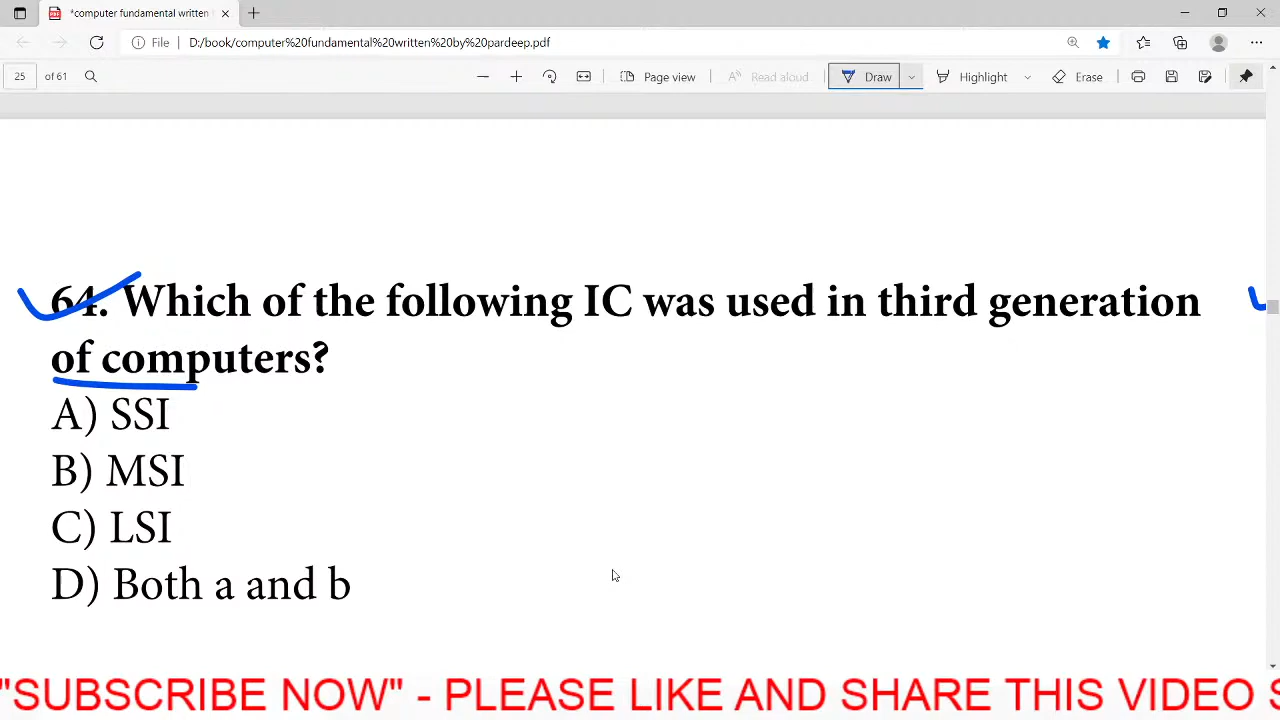 *computer fundamental written
File D:/book/computer%20fundamental%20written%20by%20pardeep.pdf
25 of 61 Page view Read aloud Draw Highlight Erase
64. Which of the following IC was used in third generation
of computers?
A) SSI
B) MSI
C) LSI
D) Both a and b
"SUBSCRIBE NOW" - PLEASE LIKE AND SHARE THIS VIDEO S